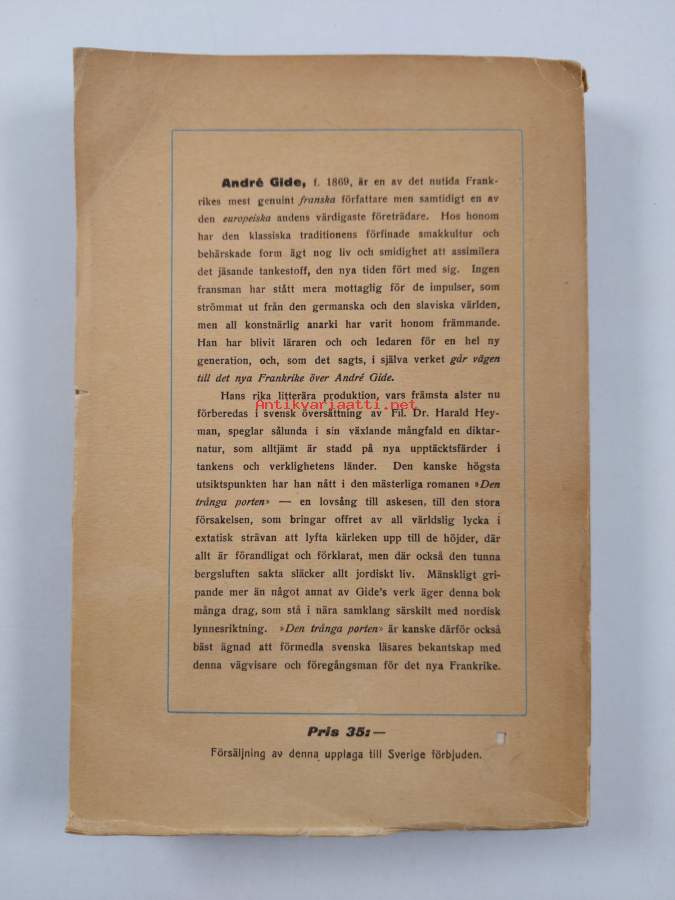 André Gide, f. 1869, är en av det nutida Frank-
rikes mest genuint franska författare men samtidigt en av
den europeiska andens värdigaste företrädare. Hos honom
har den klassiska traditionens förfinade smakkultur och
behärskade form ägt nog liv och smidighet att assimilera
det jäsande tankestoff, den nya tiden fört med sig. Ingen
fransman har stått mera mottaglig för de impulser, som
strömmat ut från den germanska och den slaviska världen,
men all konstnärlig anarki har varit honom främmande.
Han har blivit läraren och och ledaren för en hel ny
generation, och, som det sagts, i själva verket går vägen
till det nya Frankrike över André Gide.
Hans rika litterära produktion, vars främsta alster nu
Antikvariaatti.net
förberedas i svensk översättning av Fil. Dr. Harald Hey-
man, speglar sålunda i sin växlande mångfald en diktar-
natur, som alltjämt är stadd på nya upptäcktsfärder i
tankens och verklighetens länder. Den kanske högsta
utsiktspunkten har han nått i den mästerliga romanen »Den
trånga porten» — en lovsång till askesen, till den stora
försakelsen, som bringar offret av all världslig lycka i
extatisk strävan att lyfta kärleken upp till de höjder, där
allt är förandligat och förklarat, men där också den tunna
bergsluften sakta släcker allt jordiskt liv. Mänskligt gri-
pande mer än något annat av Gide's verk äger denna bok
många drag, som stå i nära samklang särskilt med nordisk
lynnesriktning. »Den trånga porten» är kanske därför också
bäst ägnad att förmedla svenska läsares bekantskap med
denna vägvisare och föregångsman för det nya Frankrike.
Pris 35:—
Försäljning av denna upplaga till Sverige förbjuden.